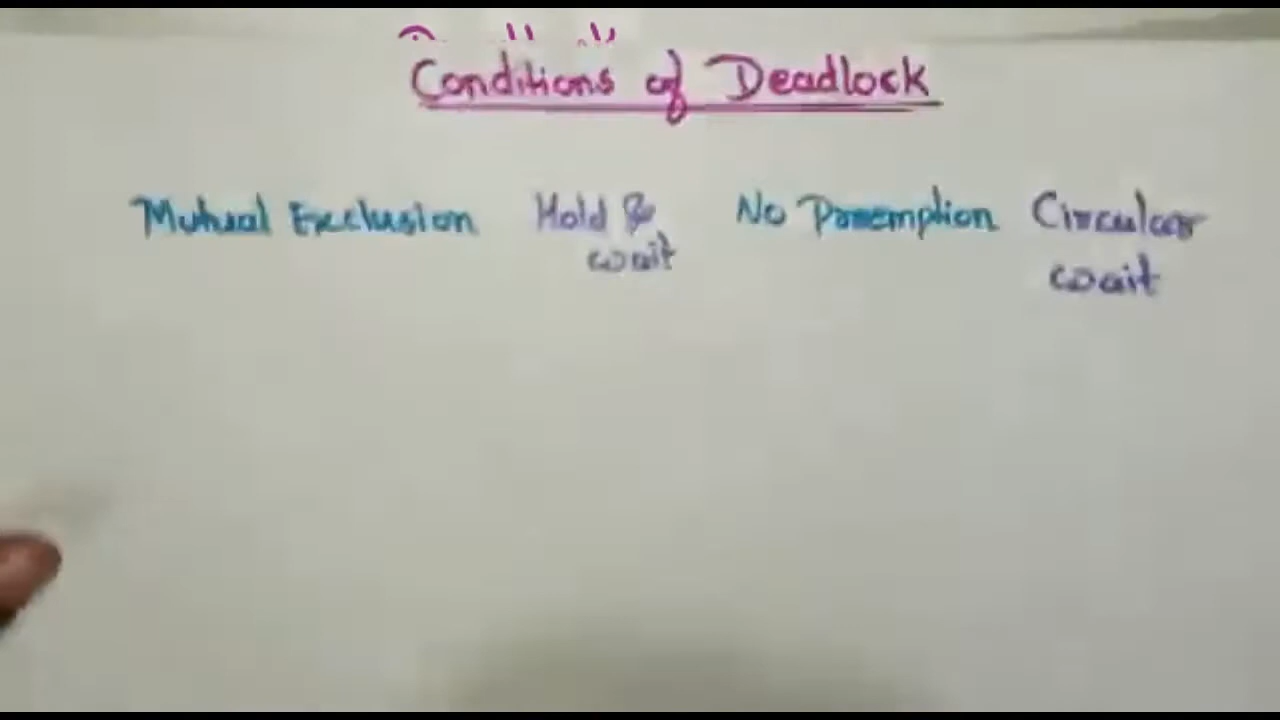 Conditions of Deadlock
Mutual Exclusion Hold & wait No Preemption Circular wait